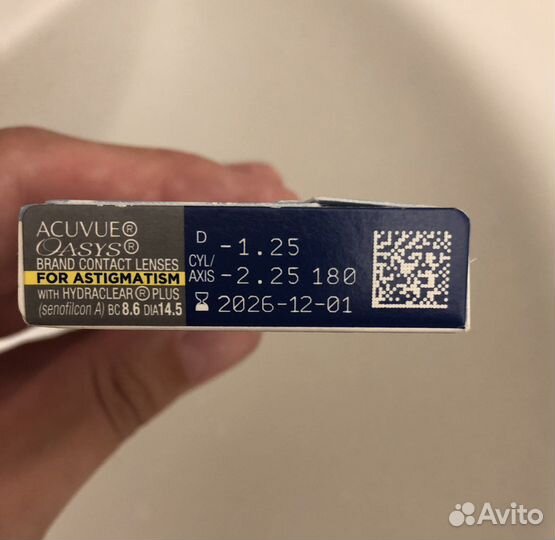 ACUVUE®
OASYS®
BRAND CONTACT LENSES
FOR ASTIGMATISM
WITH HYDRACLEAR® PLUS
(senofilcon A) BC 8.6 DIA 14.5
D -1.25
CYL/
AXIS -2.25 180
2026-12-01
Avito